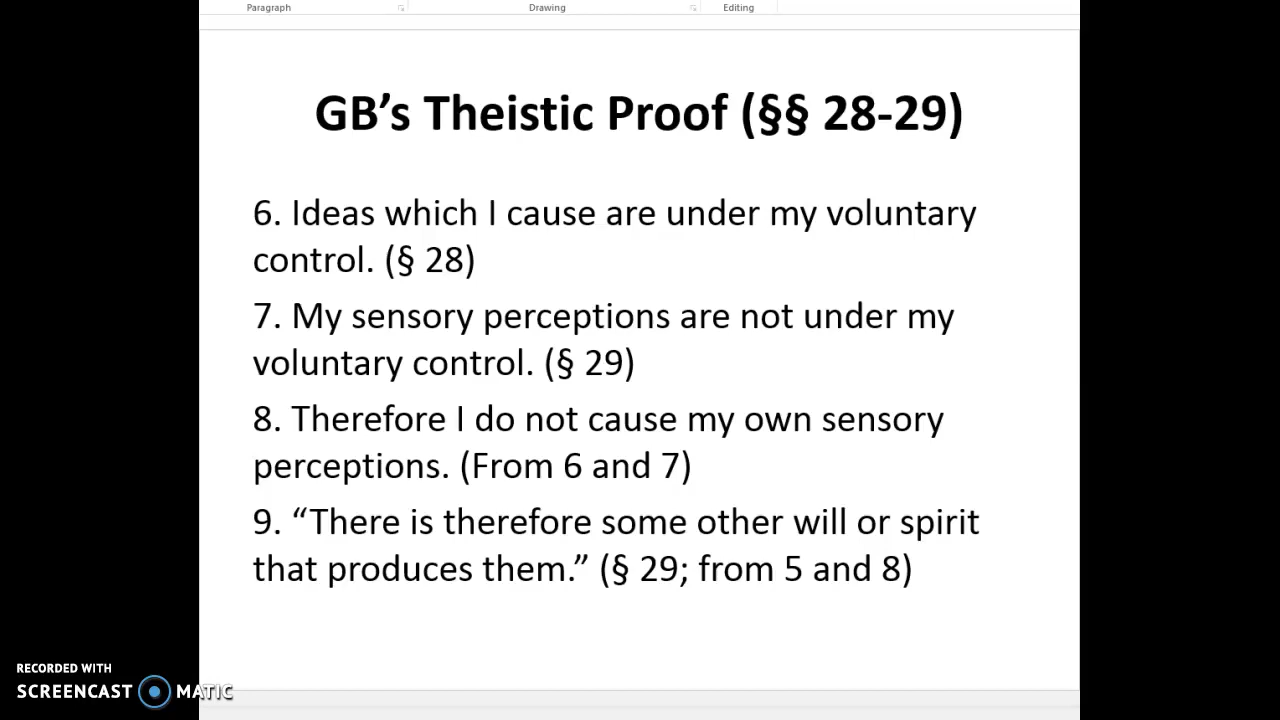 Paragraph Drawing Editing
GB’s Theistic Proof (§§ 28-29)
6. Ideas which I cause are under my voluntary
control. (§ 28)
7. My sensory perceptions are not under my
voluntary control. (§ 29)
8. Therefore I do not cause my own sensory
perceptions. (From 6 and 7)
9. “There is therefore some other will or spirit
that produces them.” (§ 29; from 5 and 8)
RECORDED WITH
SCREENCAST MATIC